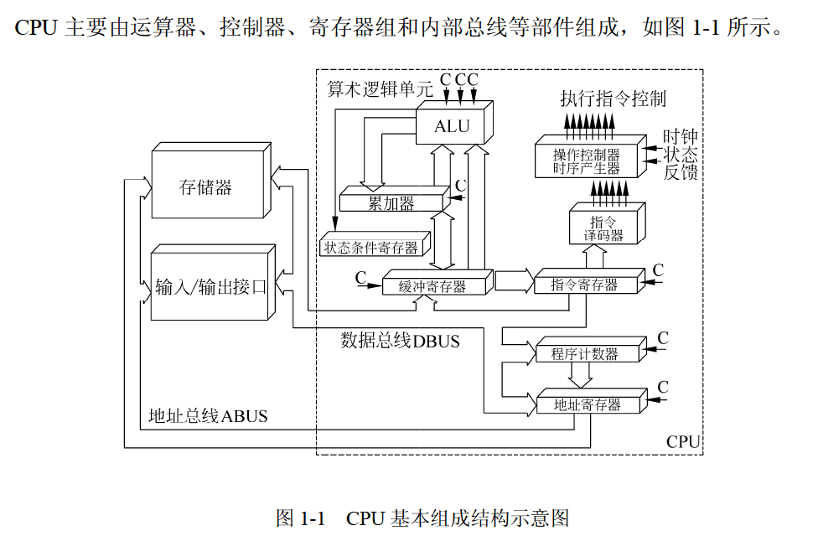 CPU 主要由运算器、控制器、寄存器组和内部总线等部件组成，如图 1-1 所示。
算术逻辑单元
C CC
执行指令控制
ALU
操作控制器
时序产生器
时钟
状态
反馈
存储器
累加器
C
指令
译码器
状态条件寄存器
输入/输出接口
C
缓冲寄存器
指令寄存器
C
数据总线DBUS
程序计数器
C
地址寄存器
C
地址总线ABUS
CPU
图 1-1 CPU 基本组成结构示意图